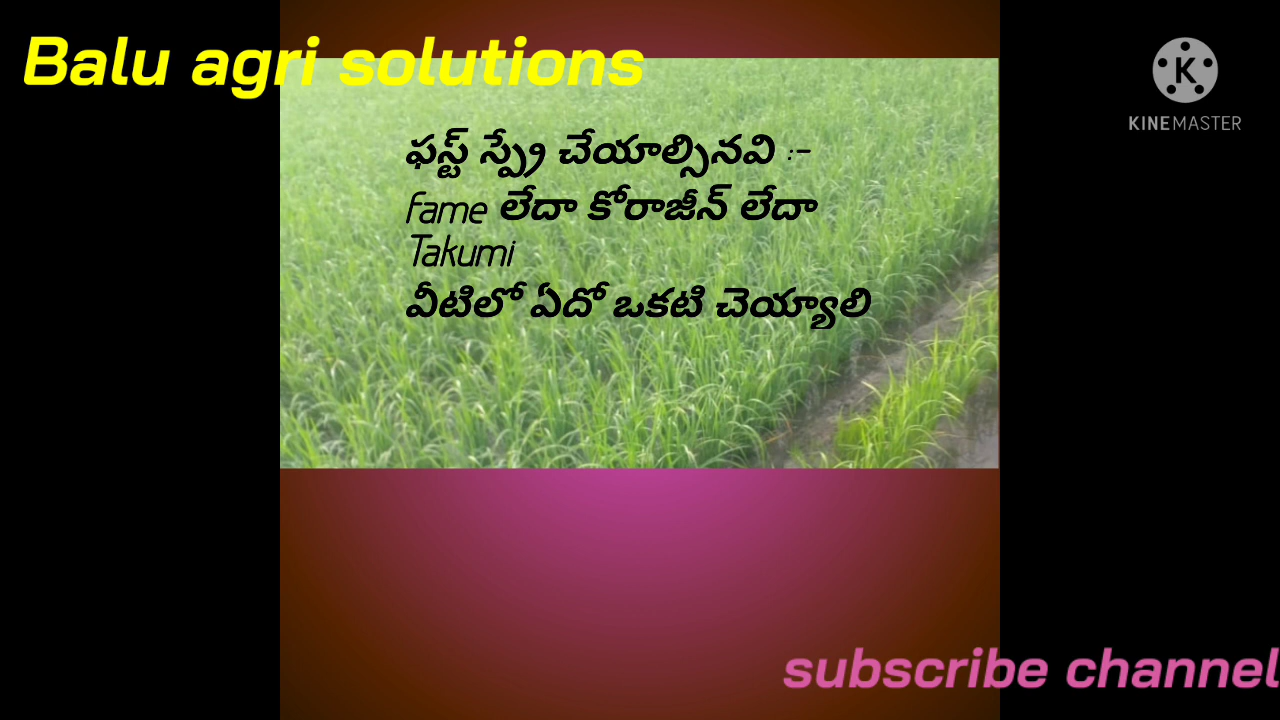 Balu agri solutions
KINEMASTER
ఫస్ట్ స్ప్రే చేయాల్సినవి :-
fame లేదా కోరాజీన్ లేదా
Takumi
వీటిలో ఏదో ఒకటి చెయ్యాలి
subscribe channel